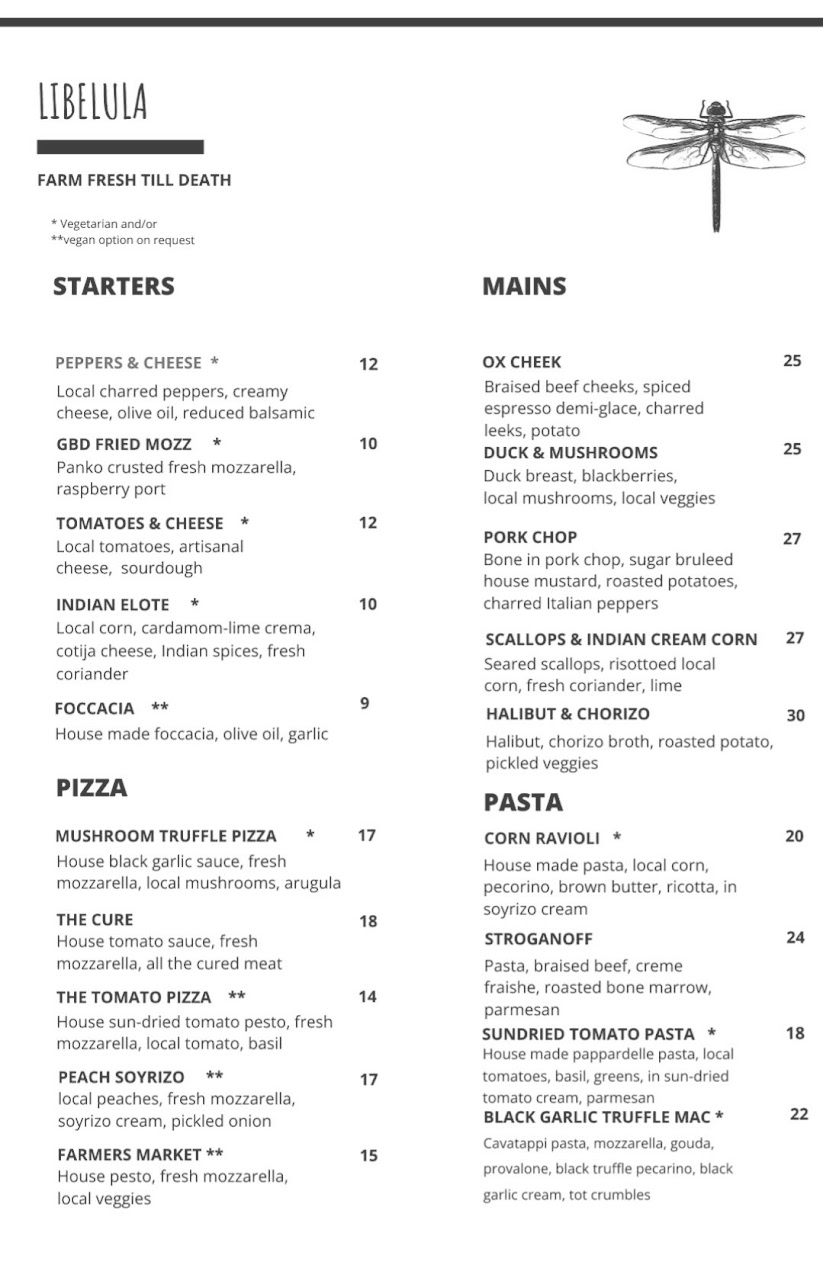 LIBELULA
FARM FRESH TILL DEATH
* Vegetarian and/or
**vegan option on request
STARTERS
PEPPERS & CHEESE * 12
Local charred peppers, creamy
cheese, olive oil, reduced balsamic
GBD FRIED MOZZ * 10
Panko crusted fresh mozzarella,
raspberry port
TOMATOES & CHEESE * 12
Local tomatoes, artisanal
cheese, sourdough
INDIAN ELOTE * 10
Local corn, cardamom-lime crema,
cotija cheese, Indian spices, fresh
coriander
FOCCACIA ** 9
House made foccacia, olive oil, garlic
PIZZA
MUSHROOM TRUFFLE PIZZA * 17
House black garlic sauce, fresh
mozzarella, local mushrooms, arugula
THE CURE 18
House tomato sauce, fresh
mozzarella, all the cured meat
THE TOMATO PIZZA ** 14
House sun-dried tomato pesto, fresh
mozzarella, local tomato, basil
PEACH SOYRIZO ** 17
local peaches, fresh mozzarella,
soyrizo cream, pickled onion
FARMERS MARKET ** 15
House pesto, fresh mozzarella,
local veggies
MAINS
OX CHEEK 25
Braised beef cheeks, spiced
espresso demi-glace, charred
leeks, potato
DUCK & MUSHROOMS 25
Duck breast, blackberries,
local mushrooms, local veggies
PORK CHOP 27
Bone in pork chop, sugar bruleed
house mustard, roasted potatoes,
charred Italian peppers
SCALLOPS & INDIAN CREAM CORN 27
Seared scallops, risottoed local
corn, fresh coriander, lime
HALIBUT & CHORIZO 30
Halibut, chorizo broth, roasted potato,
pickled veggies
PASTA
CORN RAVIOLI * 20
House made pasta, local corn,
pecorino, brown butter, ricotta, in
soyrizo cream
STROGANOFF 24
Pasta, braised beef, creme
fraishe, roasted bone marrow,
parmesan
SUNDRIED TOMATO PASTA * 18
House made pappardelle pasta, local
tomatoes, basil, greens, in sun-dried
tomato cream, parmesan
BLACK GARLIC TRUFFLE MAC * 22
Cavatappi pasta, mozzarella, gouda,
provalone, black truffle pecarino, black
garlic cream, tot crumbles